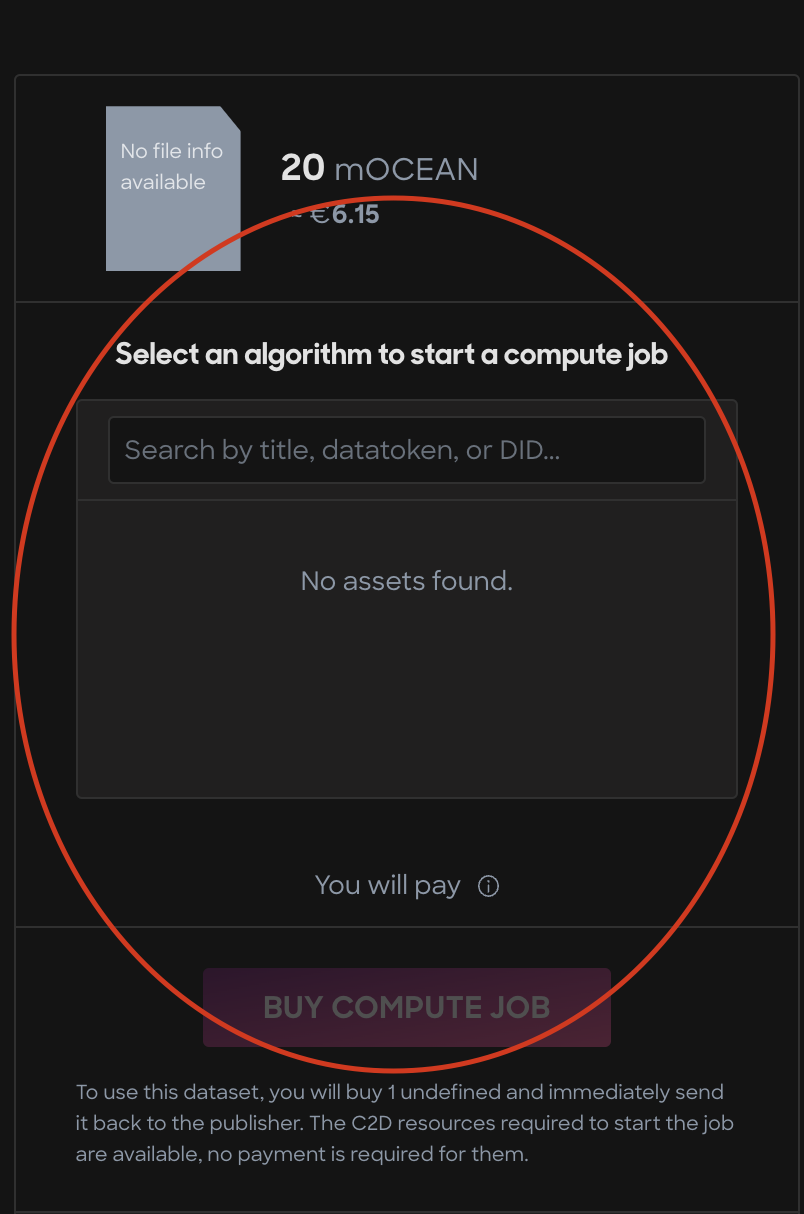 No file info
available
20 mOCEAN
≈ €6.15
Select an algorithm to start a compute job
Search by title, datatoken, or DID...
No assets found.
You will pay
BUY COMPUTE JOB
To use this dataset, you will buy 1 undefined and immediately send
it back to the publisher. The C2D resources required to start the job
are available, no payment is required for them.